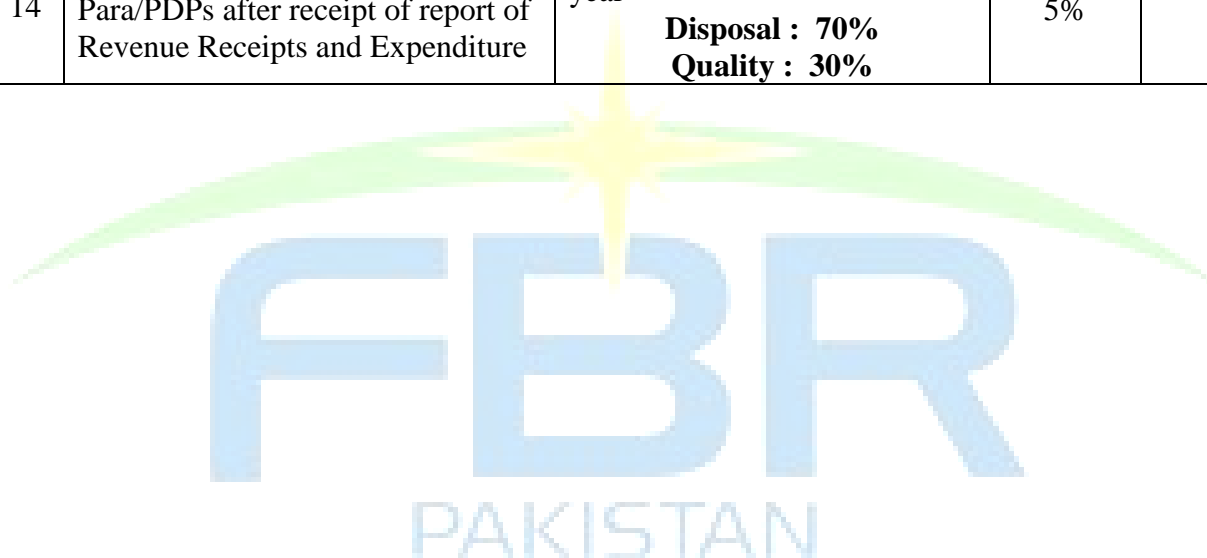 14
Para/PDPs after receipt of report of
Revenue Receipts and Expenditure
year
Disposal : 70%
Quality : 30%
5%
FBR
PAKISTAN